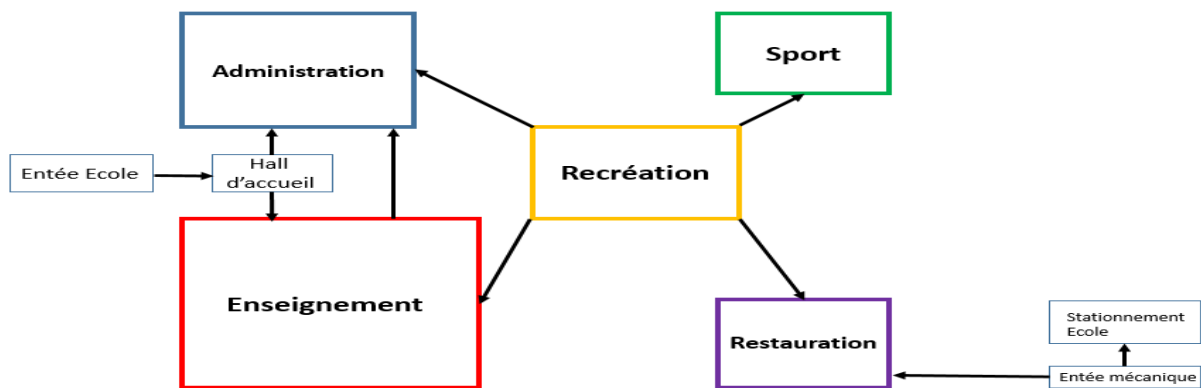 Administration
Sport
Entée Ecole
Hall
d'accueil
Recréation
Enseignement
Restauration
Stationnement
Ecole
Entée mécanique